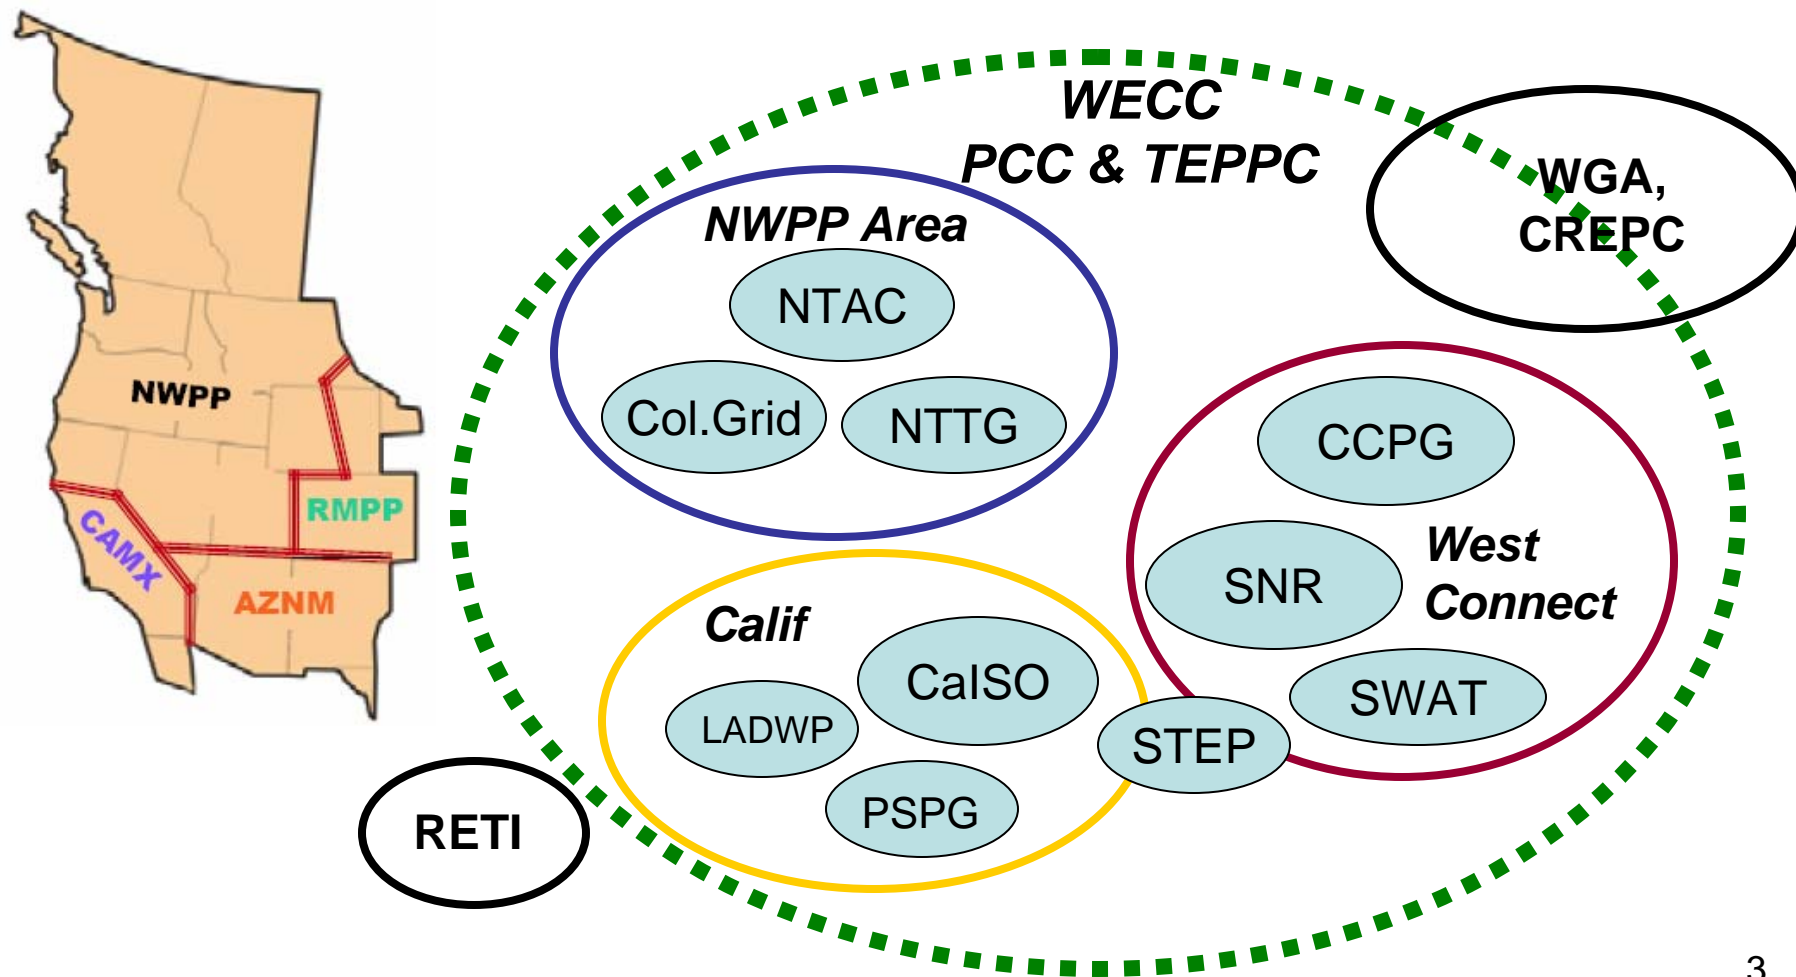 NWPP
RMPP
CAMX
AZNM
WECC
PCC & TEPPC
WGA,
CREPC
NWPP Area
NTAC
Col.Grid
NTTG
CCPG
SNR
West
Connect
SWAT
STEP
Calif
CaISO
LADWP
PSPG
RETI
3